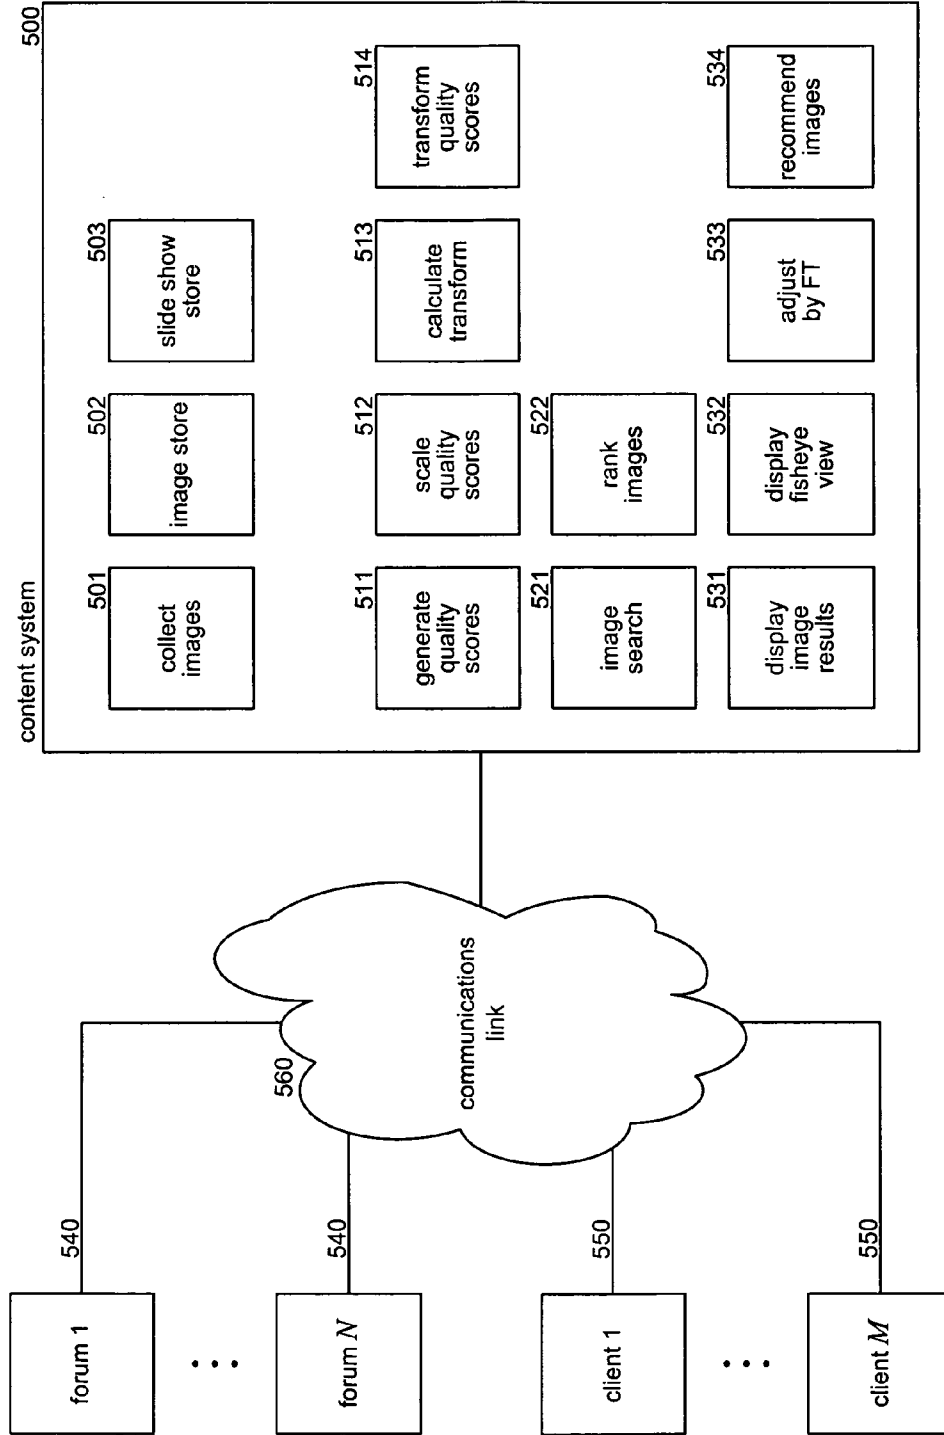 forum 1
540
forum N
540
client 1
550
client M
550
560
communications
link
content system
500
501
collect
images
502
image store
503
slide show
store
511
generate
quality
scores
512
scale
quality
scores
513
calculate
transform
514
transform
quality
scores
521
image
search
522
rank
images
531
display
image
results
532
display
fisheye
view
533
adjust
by FT
534
recommend
images